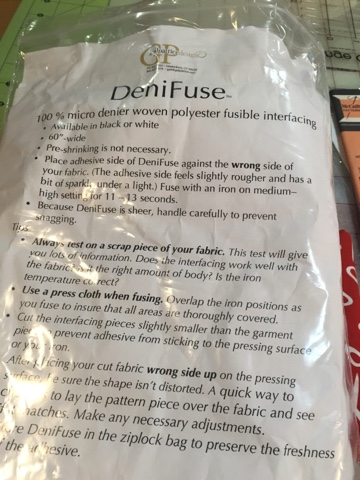 DeniFuse™
100 % micro denier woven polyester fusible interfacing
• Available in black or white
• 60"-wide
• Pre-shrinking is not necessary.
• Place adhesive side of DeniFuse against the wrong side of
your fabric. (The adhesive side feels slightly rougher and has a
bit of sparkle under a light.) Fuse with an iron on medium–
high setting for 11 – 13 seconds.
• Because DeniFuse is sheer, handle carefully to prevent
snagging.
Tips:
• Always test on a scrap piece of your fabric. This test will give
you lots of information. Does the interfacing work well with
the fabric? the right amount of body? Is the iron
temperature correct?
• Use a press cloth when fusing. Overlap the iron positions as
you fuse to insure that all areas are thoroughly covered.
• Cut the interfacing pieces slightly smaller than the garment
prevent adhesive from sticking to the pressing surface
or your iron.
After placing your cut fabric wrong side up on the pressing
surface, be sure the shape isn't distorted. A quick way to
to lay the pattern piece over the fabric and see
matches. Make any necessary adjustments.
DeniFuse in the ziplock bag to preserve the freshness
adhesive.